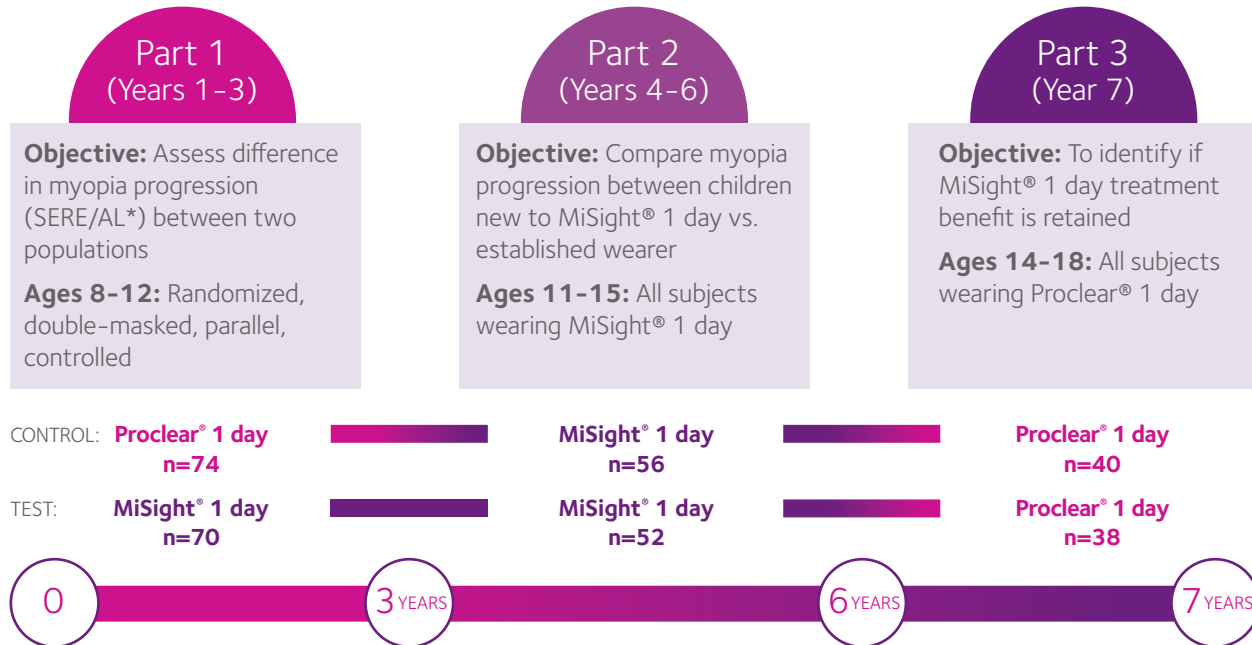 Part 1
(Years 1-3)
Objective: Assess difference
in myopia progression
(SERE/AL*) between two
populations
Ages 8-12: Randomized,
double-masked, parallel,
controlled
Part 2
(Years 4-6)
Objective: Compare myopia
progression between children
new to MiSight® 1 day vs.
established wearer
Ages 11-15: All subjects
wearing MiSight® 1 day
Part 3
(Year 7)
Objective: To identify if
MiSight® 1 day treatment
benefit is retained
Ages 14-18: All subjects
wearing Proclear® 1 day
CONTROL: Proclear® 1 day MiSight® 1 day Proclear® 1 day
n=74 n=56 n=40
TEST: MiSight® 1 day MiSight® 1 day Proclear® 1 day
n=70 n=52 n=38
0 3 YEARS 6 YEARS 7 YEARS